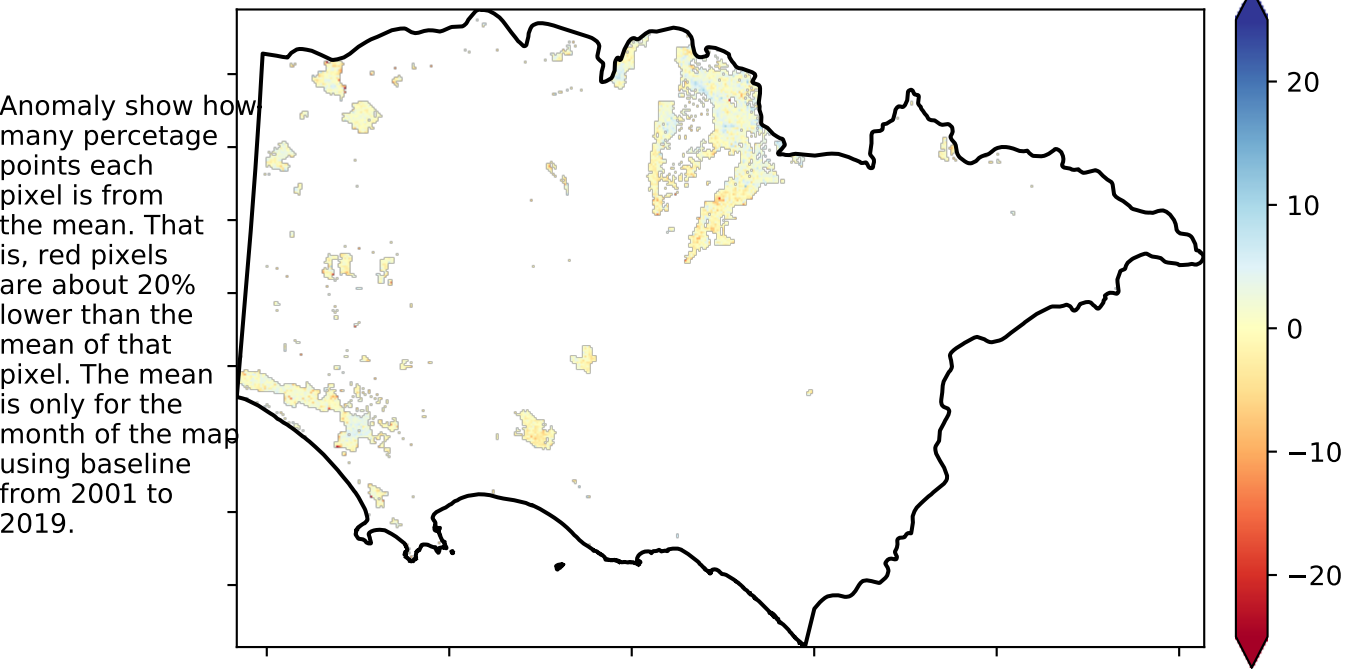 Anomaly show how
many percetage
points each
pixel is from
the mean. That
is, red pixels
are about 20%
lower than the
mean of that
pixel. The mean
is only for the
month of the map
using baseline
from 2001 to
2019.
20
10
0
−10
−20